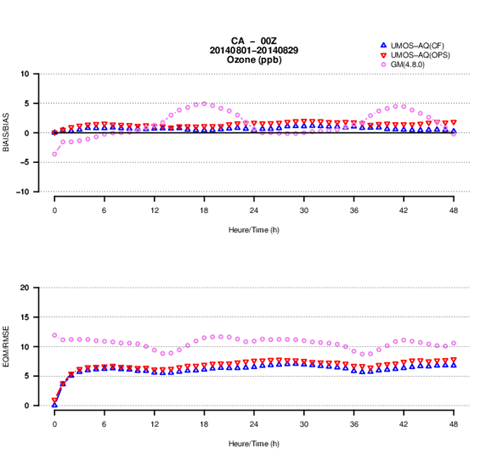 CA − 00Z
20140801−20140829
Ozone (ppb)
UMOS−AQ(CF)
UMOS−AQ(OPS)
GM(4.8.0)
BIAIS/BIAS
10
5
0
−5
−10
0 6 12 18 24 30 36 42 48
Heure/Time (h)
EQM/RMSE
20
15
10
5
0
0 6 12 18 24 30 36 42 48
Heure/Time (h)